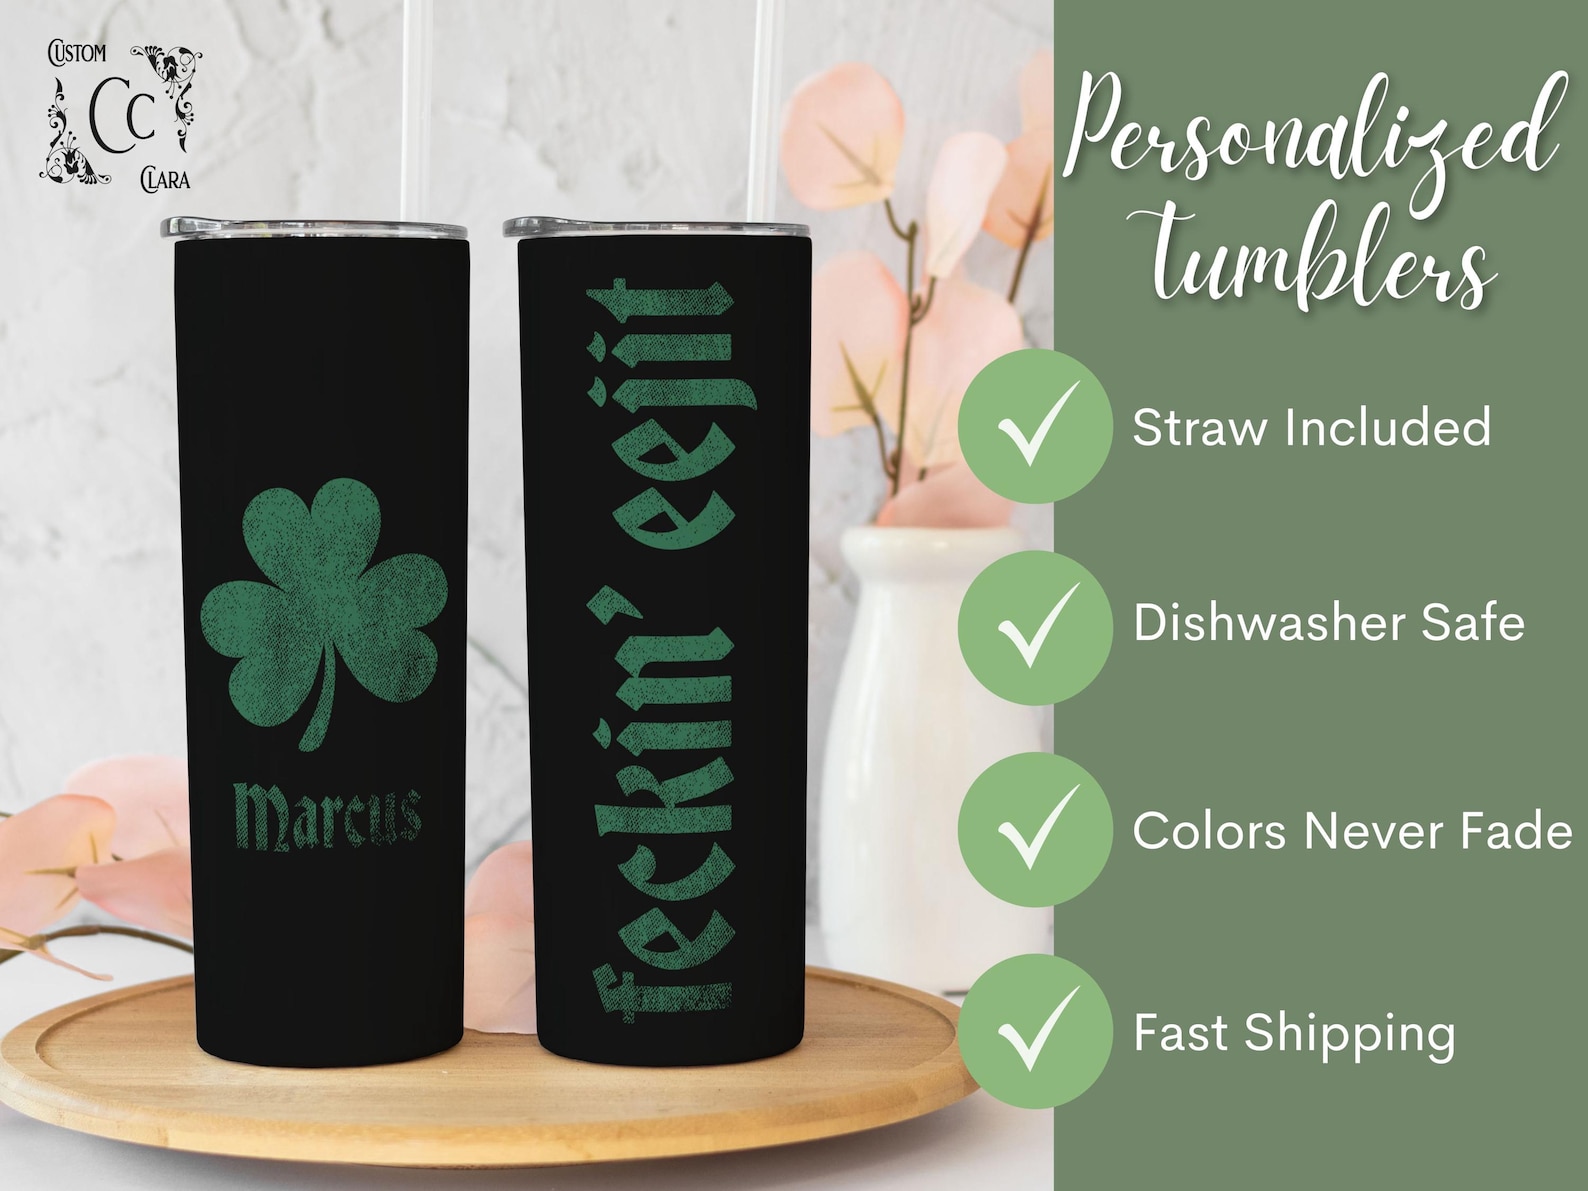 Custom
Cc
Clara
Personalized
Tumblers
Straw Included
Dishwasher Safe
Colors Never Fade
Fast Shipping
Marcus
feckin' eejit